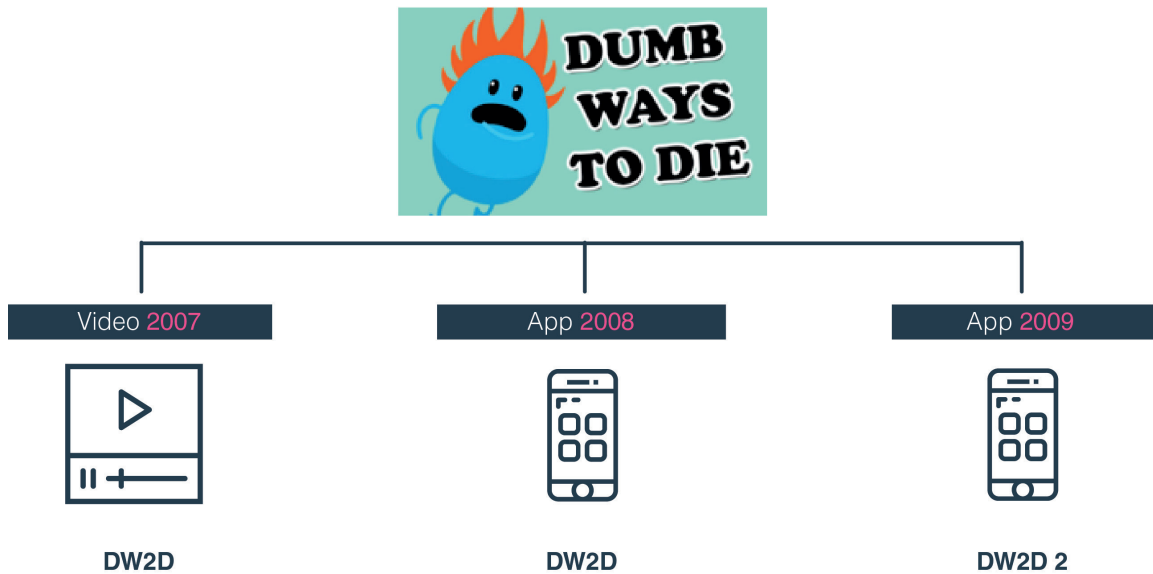 DUMB
WAYS
TO DIE
Video 2007
App 2008
App 2009
DW2D
DW2D
DW2D 2